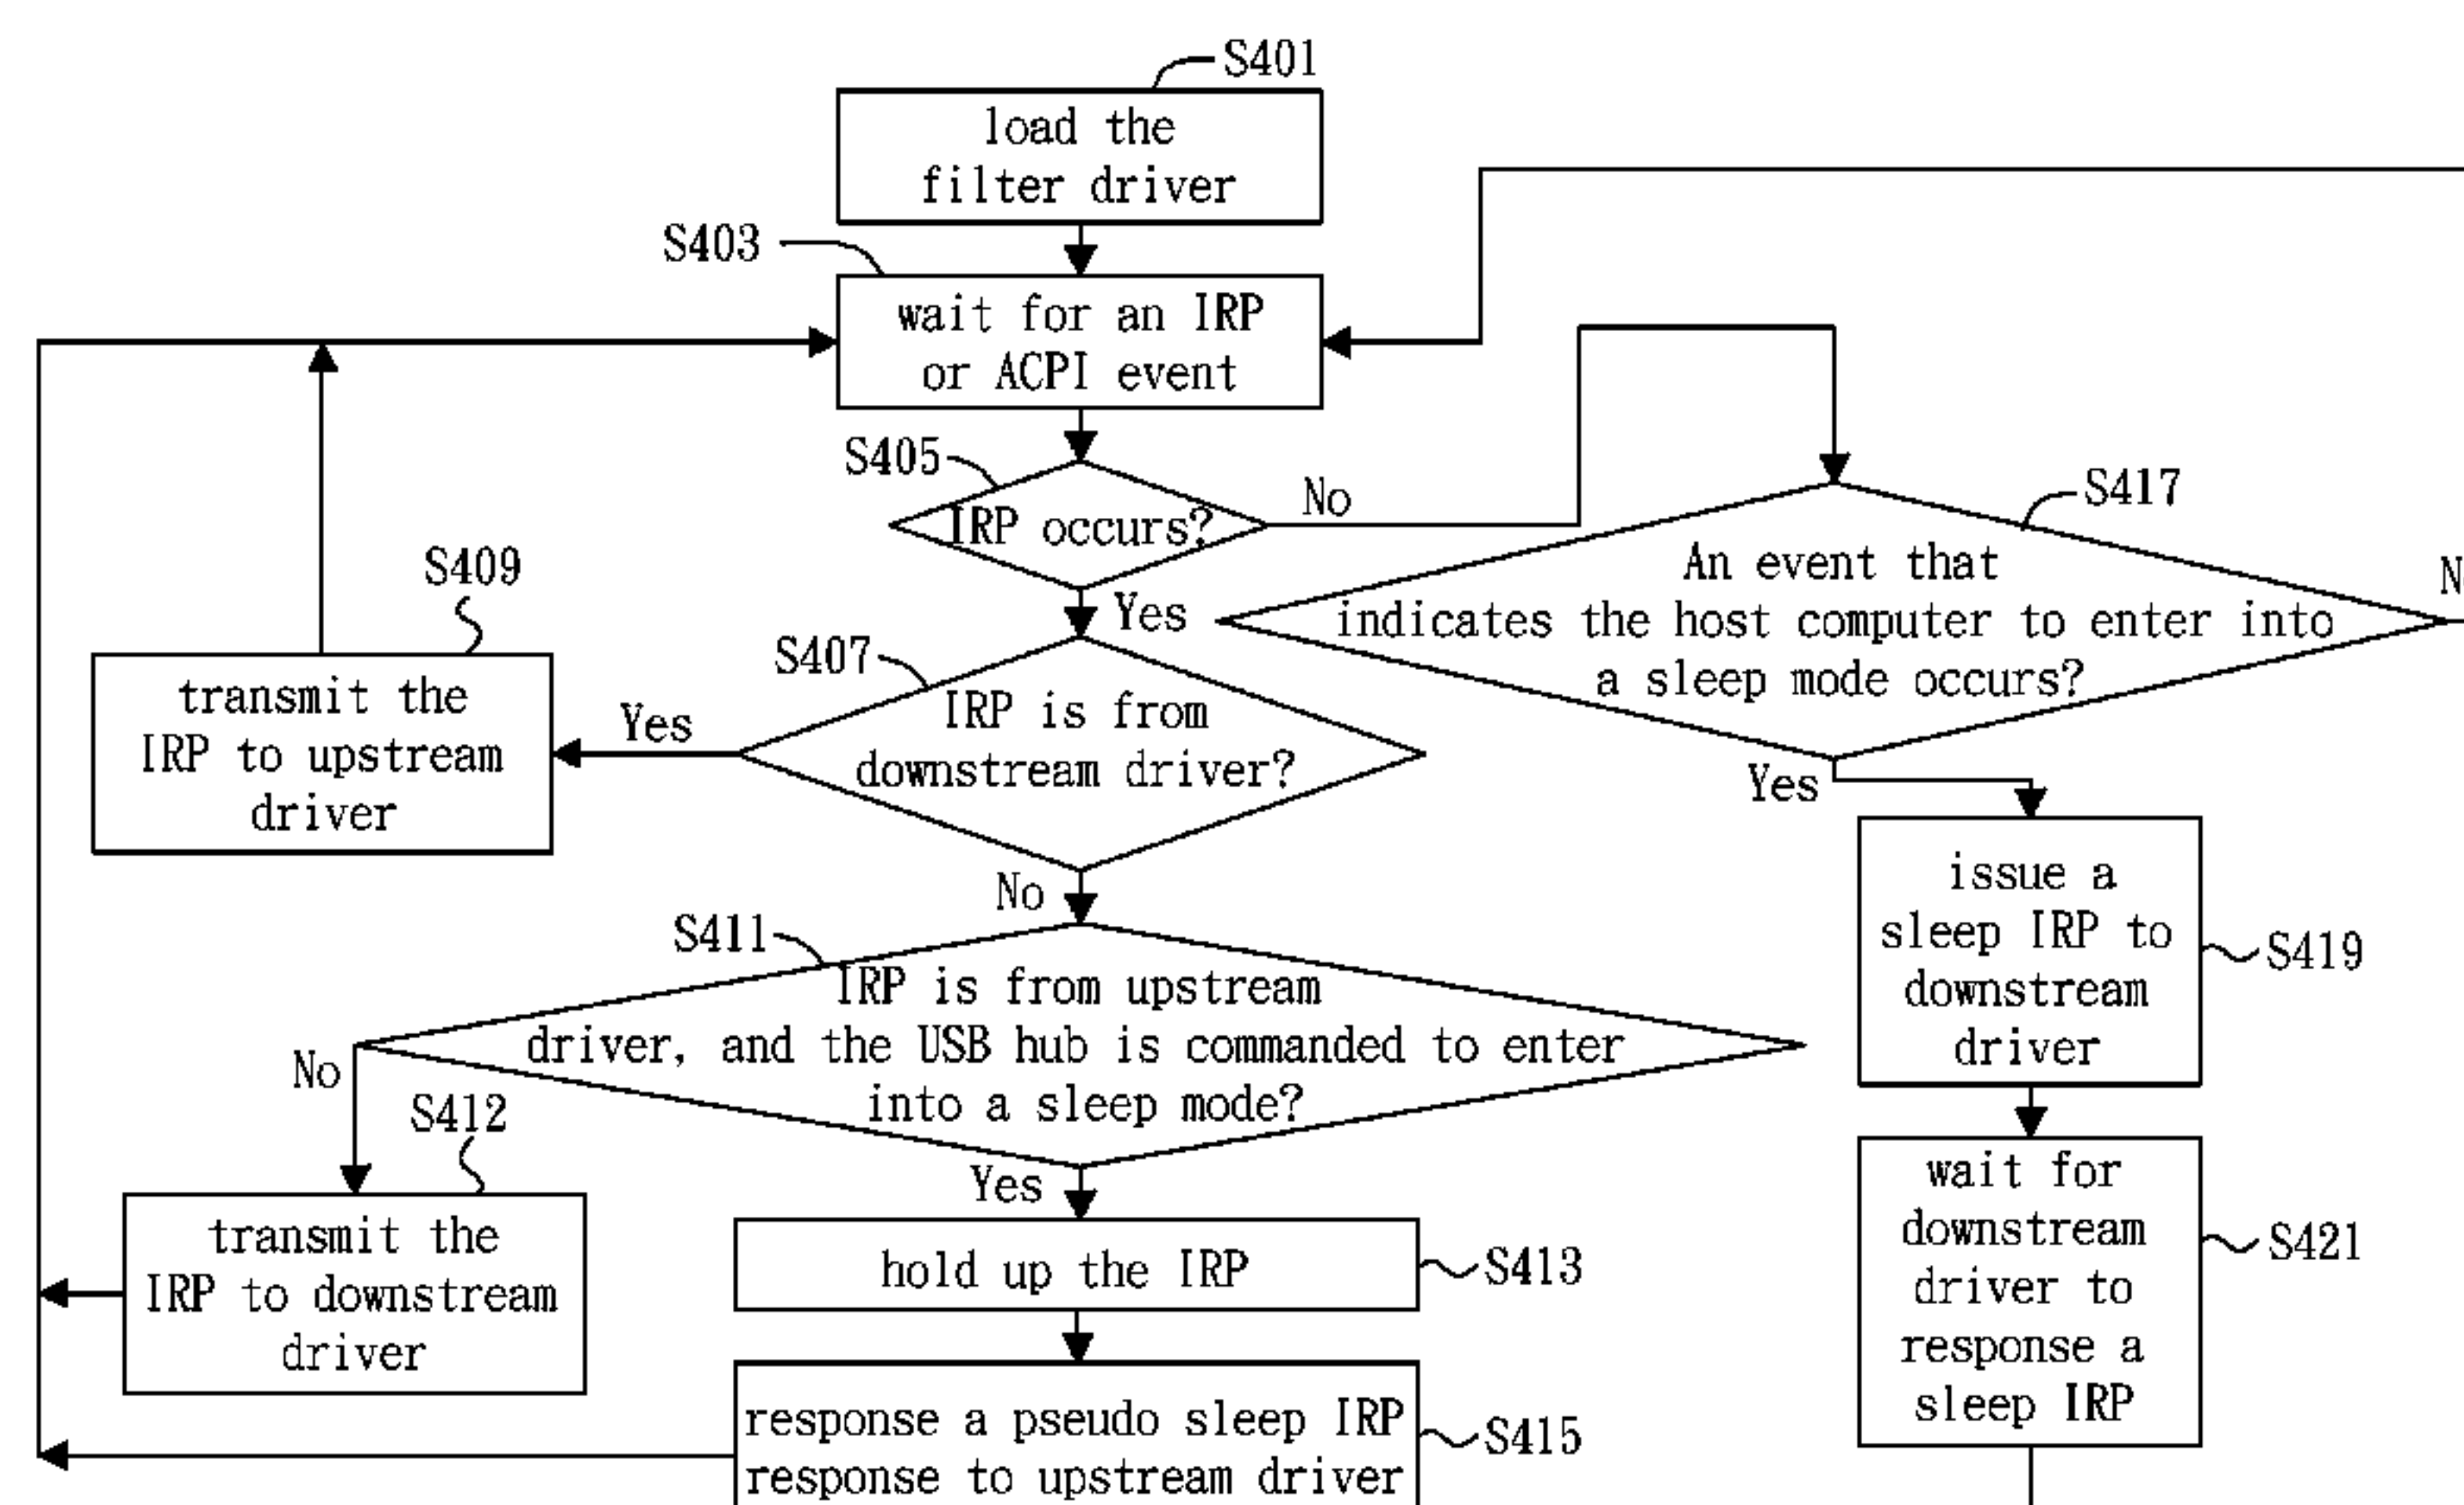 S401
load the
filter driver
S403
wait for an IRP
or ACPI event
S405
IRP occurs?
No
Yes
S417
An event that
indicates the host computer to enter into
a sleep mode occurs?
Yes
S409
transmit the
IRP to upstream
driver
S407
IRP is from
downstream driver?
Yes
No
S411
IRP is from upstream
driver, and the USB hub is commanded to enter
into a sleep mode?
No
Yes
S412
transmit the
IRP to downstream
driver
hold up the IRP
S413
response a pseudo sleep IRP
response to upstream driver
S415
issue a
sleep IRP to
downstream
driver
S419
wait for
downstream
driver to
response a
sleep IRP
S421